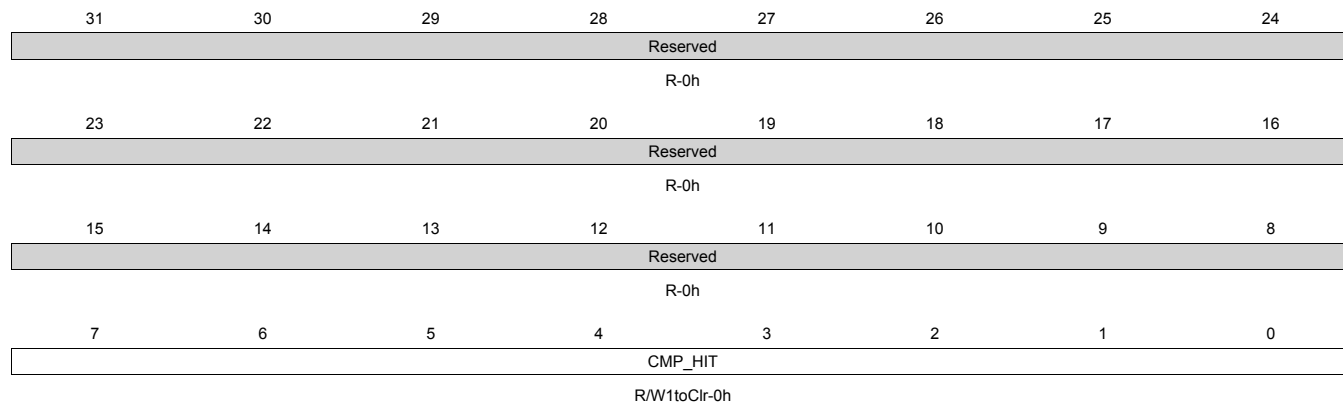 31 30 29 28 27 26 25 24
Reserved
R-0h
23 22 21 20 19 18 17 16
Reserved
R-0h
15 14 13 12 11 10 9 8
Reserved
R-0h
7 6 5 4 3 2 1 0
CMP_HIT
R/W1toClr-0h